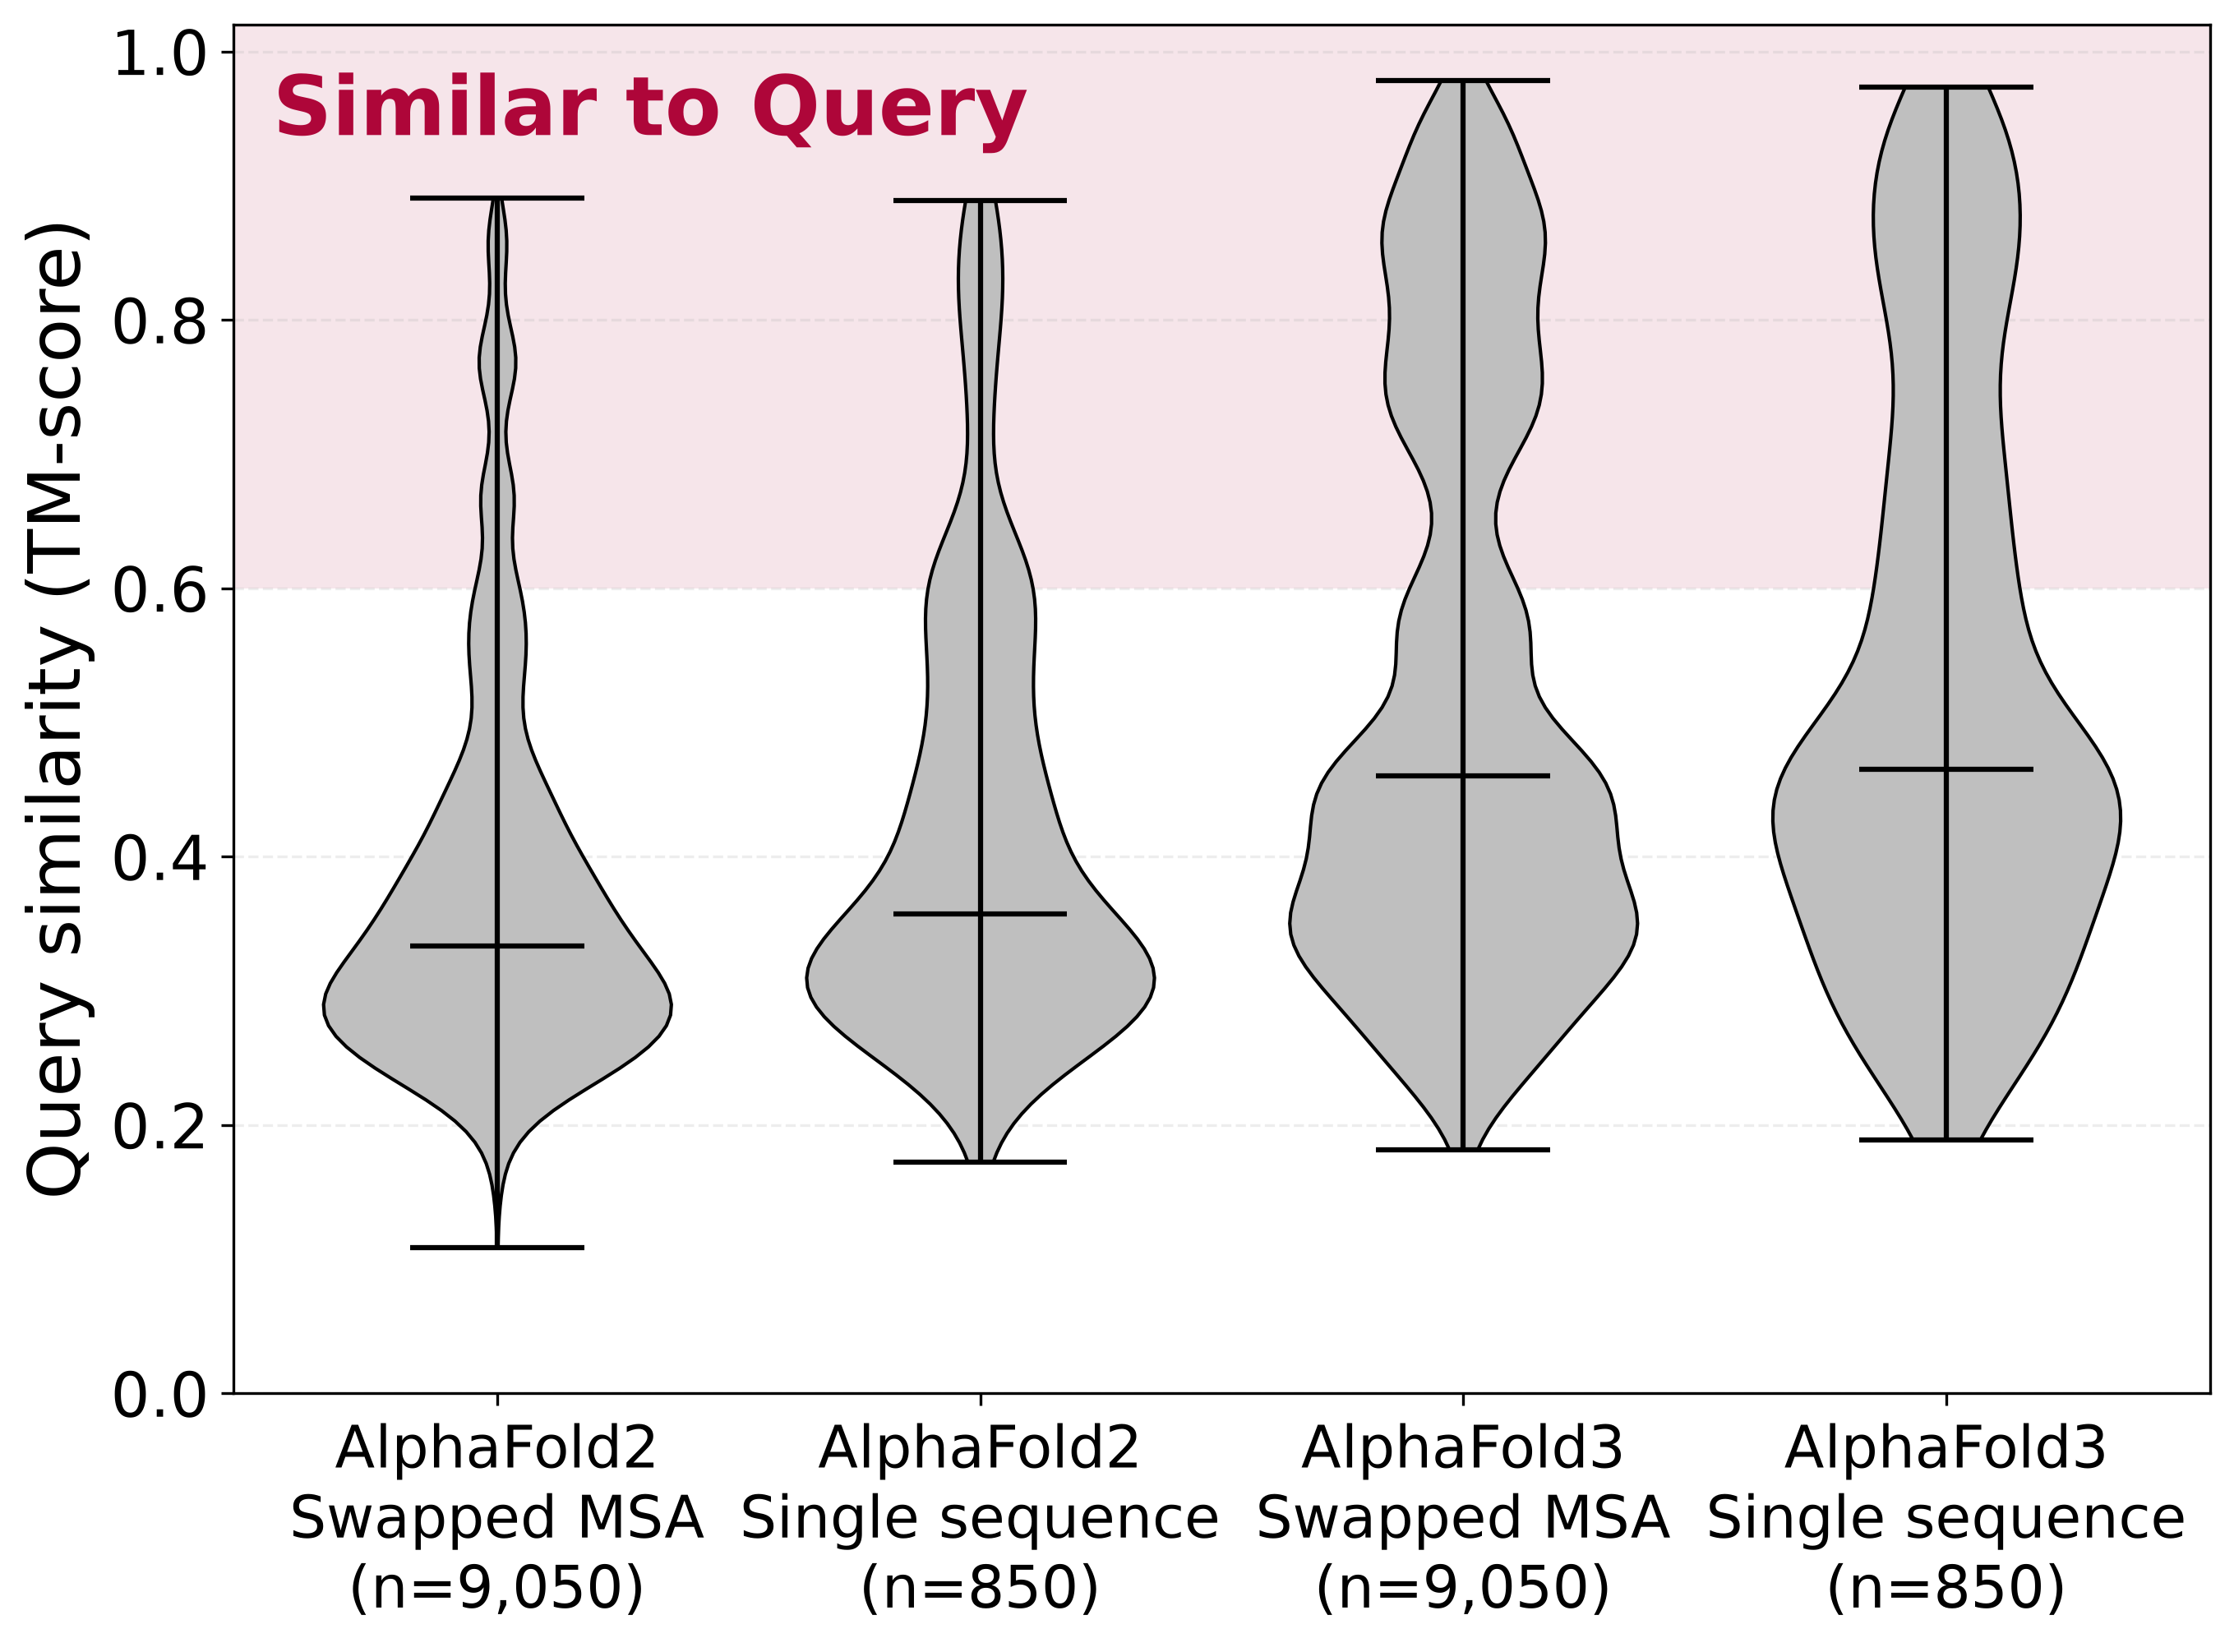 Similar to Query
Query similarity (TM-score)
1.0
0.8
0.6
0.4
0.2
0.0
AlphaFold2
Swapped MSA
(n=9,050)
AlphaFold2
Single sequence
(n=850)
AlphaFold3
Swapped MSA
(n=9,050)
AlphaFold3
Single sequence
(n=850)